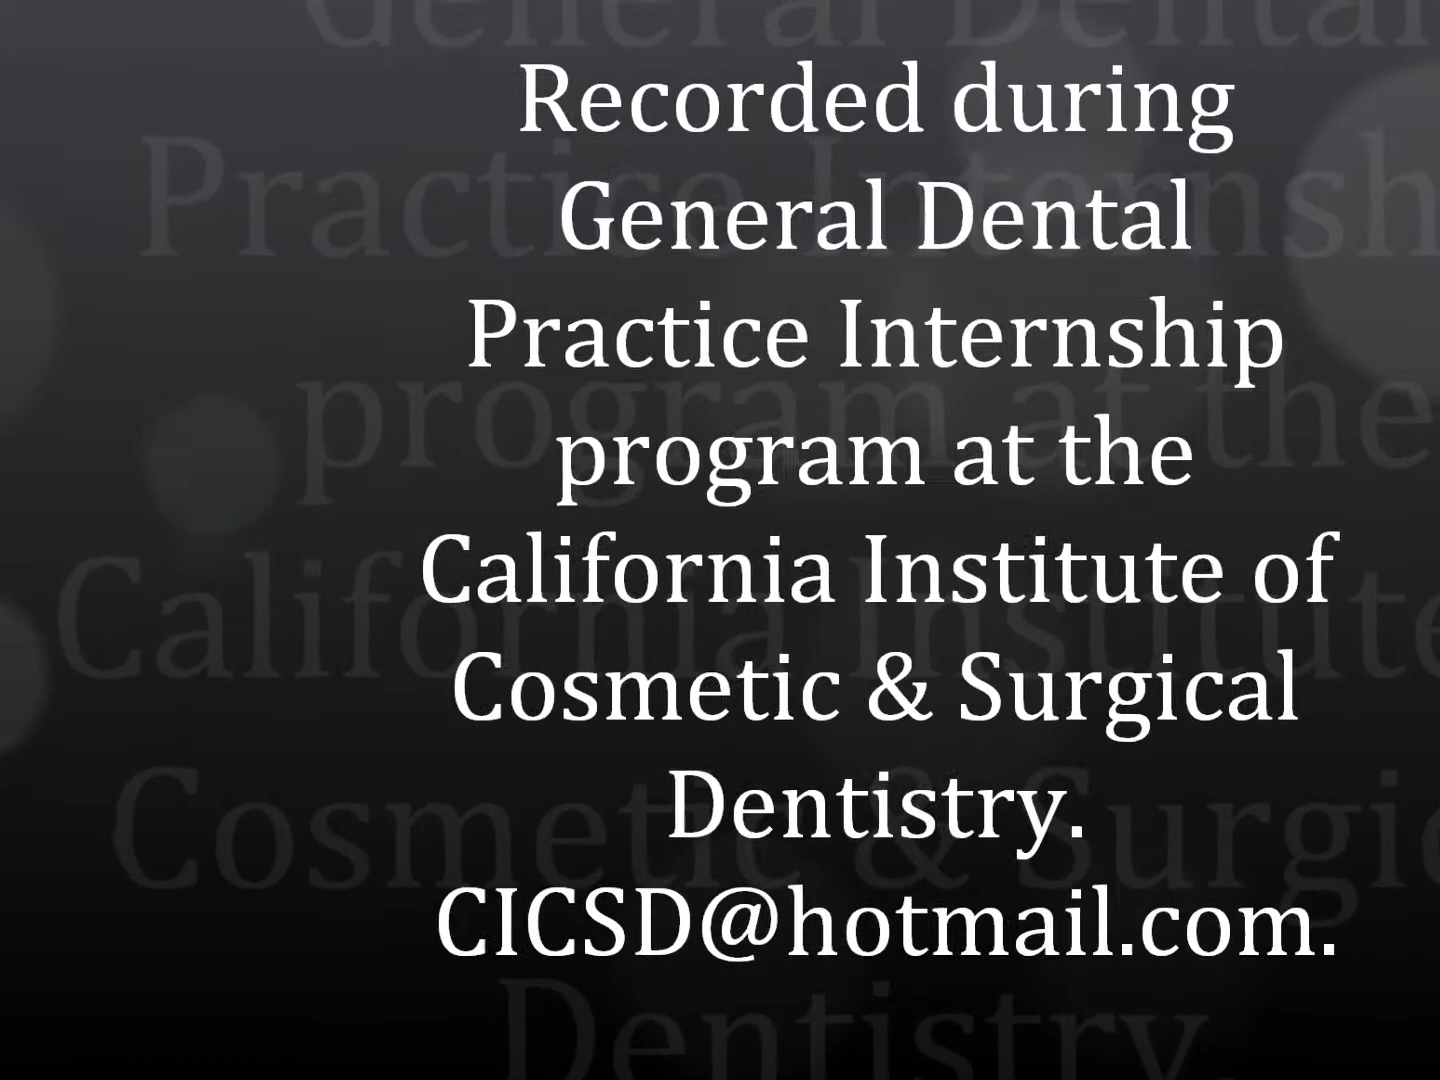 Recorded during
General Dental
Practice Internship
program at the
California Institute of
Cosmetic & Surgical
Dentistry.
CICSD@hotmail.com.